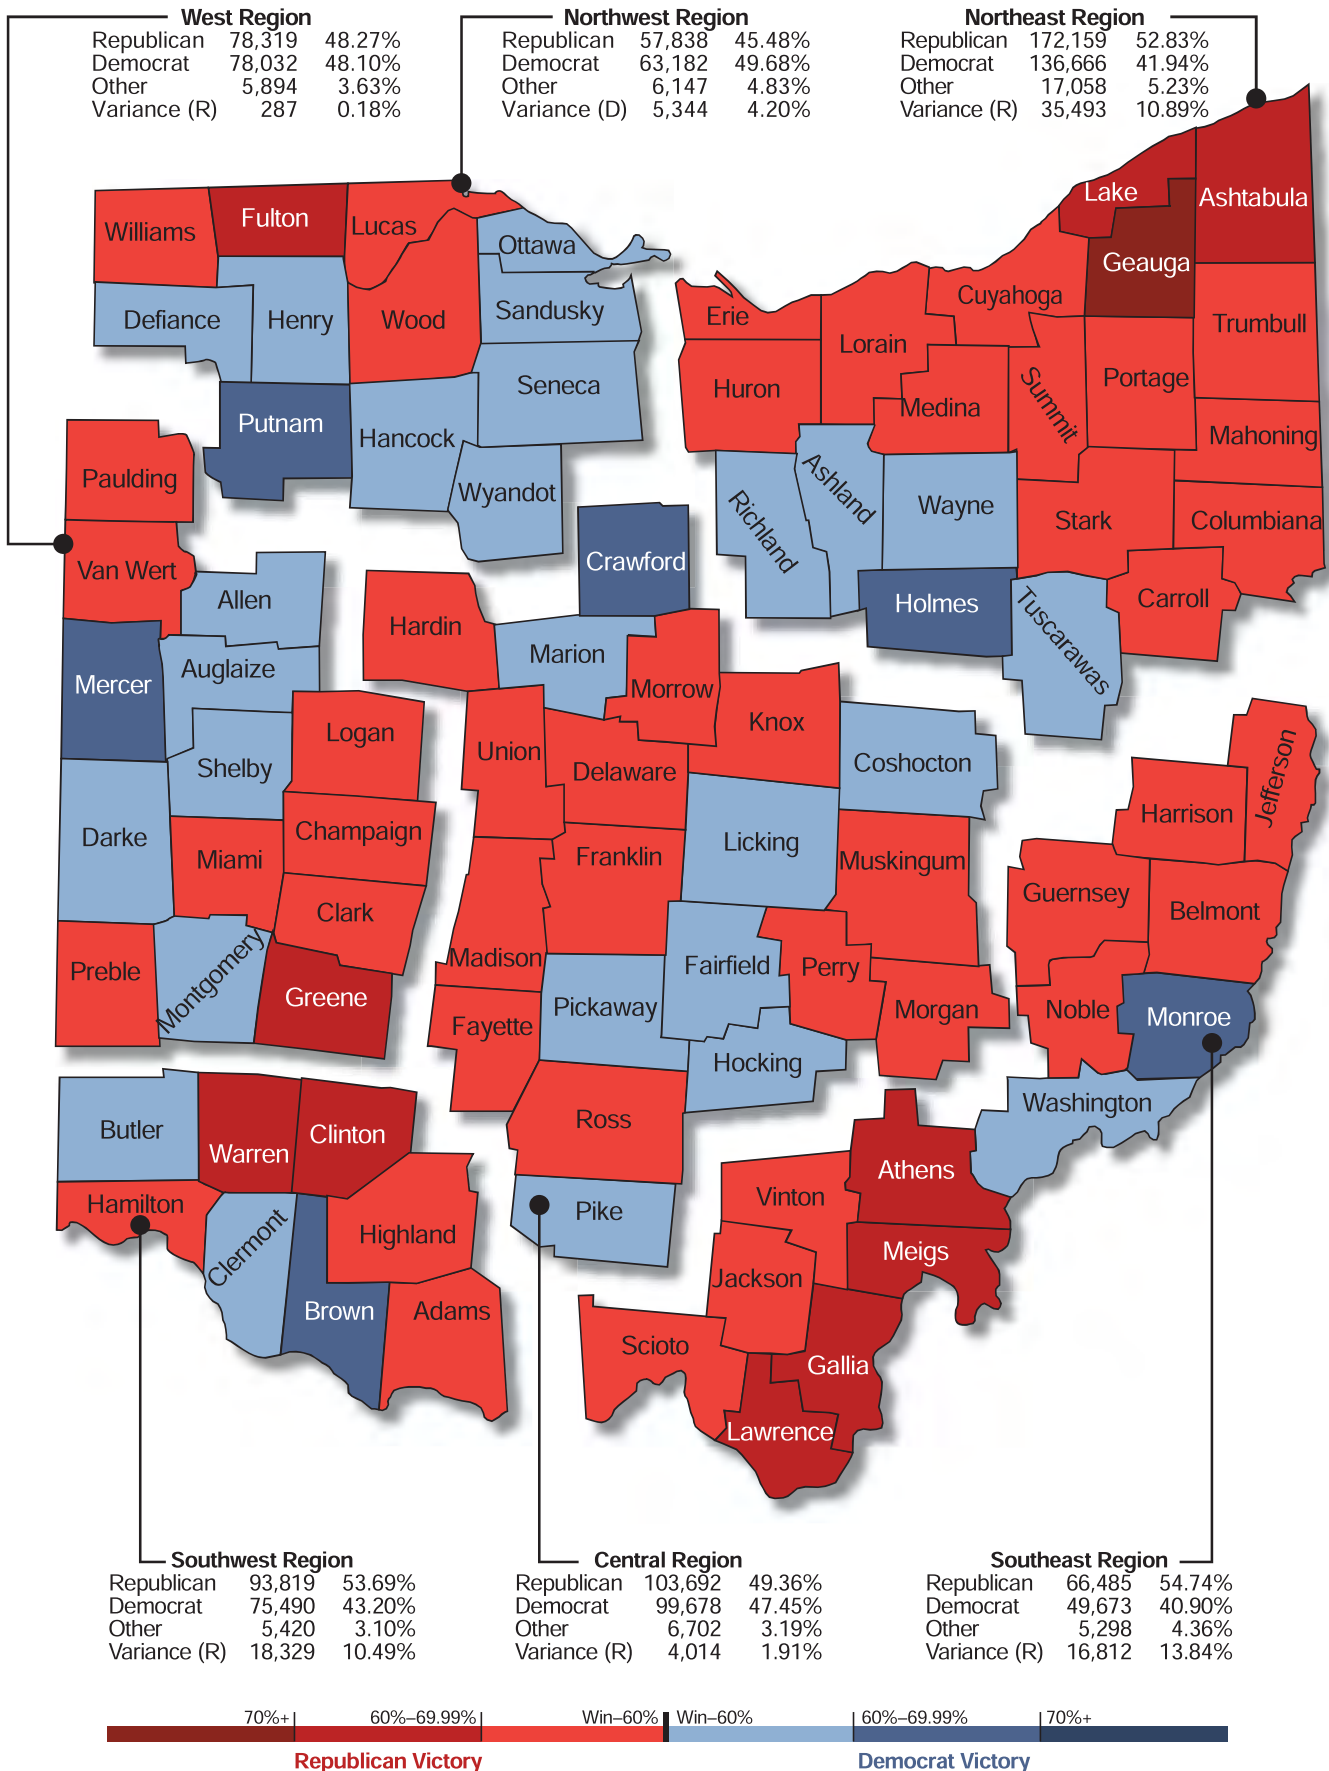 West Region
Republican 78,319 48.27%
Democrat 78,032 48.10%
Other 5,894 3.63%
Variance (R) 287 0.18%
Northwest Region
Republican 57,838 45.48%
Democrat 63,182 49.68%
Other 6,147 4.83%
Variance (D) 5,344 4.20%
Northeast Region
Republican 172,159 52.83%
Democrat 136,666 41.94%
Other 17,058 5.23%
Variance (R) 35,493 10.89%
Williams
Fulton
Lucas
Ottawa
Defiance
Henry
Wood
Sandusky
Seneca
Putnam
Hancock
Wyandot
Lake
Ashtabula
Geauga
Cuyahoga
Erie
Lorain
Trumbull
Huron
Medina
Summit
Portage
Mahoning
Richland
Ashland
Wayne
Stark
Columbiana
Holmes
Tuscarawas
Carroll
Paulding
Van Wert
Allen
Mercer
Auglaize
Logan
Shelby
Darke
Miami
Champaign
Clark
Preble
Montgomery
Greene
Crawford
Hardin
Marion
Morrow
Knox
Union
Delaware
Coshocton
Licking
Franklin
Muskingum
Madison
Fairfield
Perry
Pickaway
Fayette
Morgan
Hocking
Ross
Pike
Jefferson
Harrison
Guernsey
Belmont
Noble
Monroe
Washington
Athens
Vinton
Meigs
Jackson
Gallia
Scioto
Lawrence
Butler
Warren
Clinton
Hamilton
Clermont
Highland
Brown
Adams
Southwest Region
Republican 93,819 53.69%
Democrat 75,490 43.20%
Other 5,420 3.10%
Variance (R) 18,329 10.49%
Central Region
Republican 103,692 49.36%
Democrat 99,678 47.45%
Other 6,702 3.19%
Variance (R) 4,014 1.91%
Southeast Region
Republican 66,485 54.74%
Democrat 49,673 40.90%
Other 5,298 4.36%
Variance (R) 16,812 13.84%
70%+ 60%–69.99% Win–60% Win–60% 60%–69.99% 70%+
Republican Victory Democrat Victory